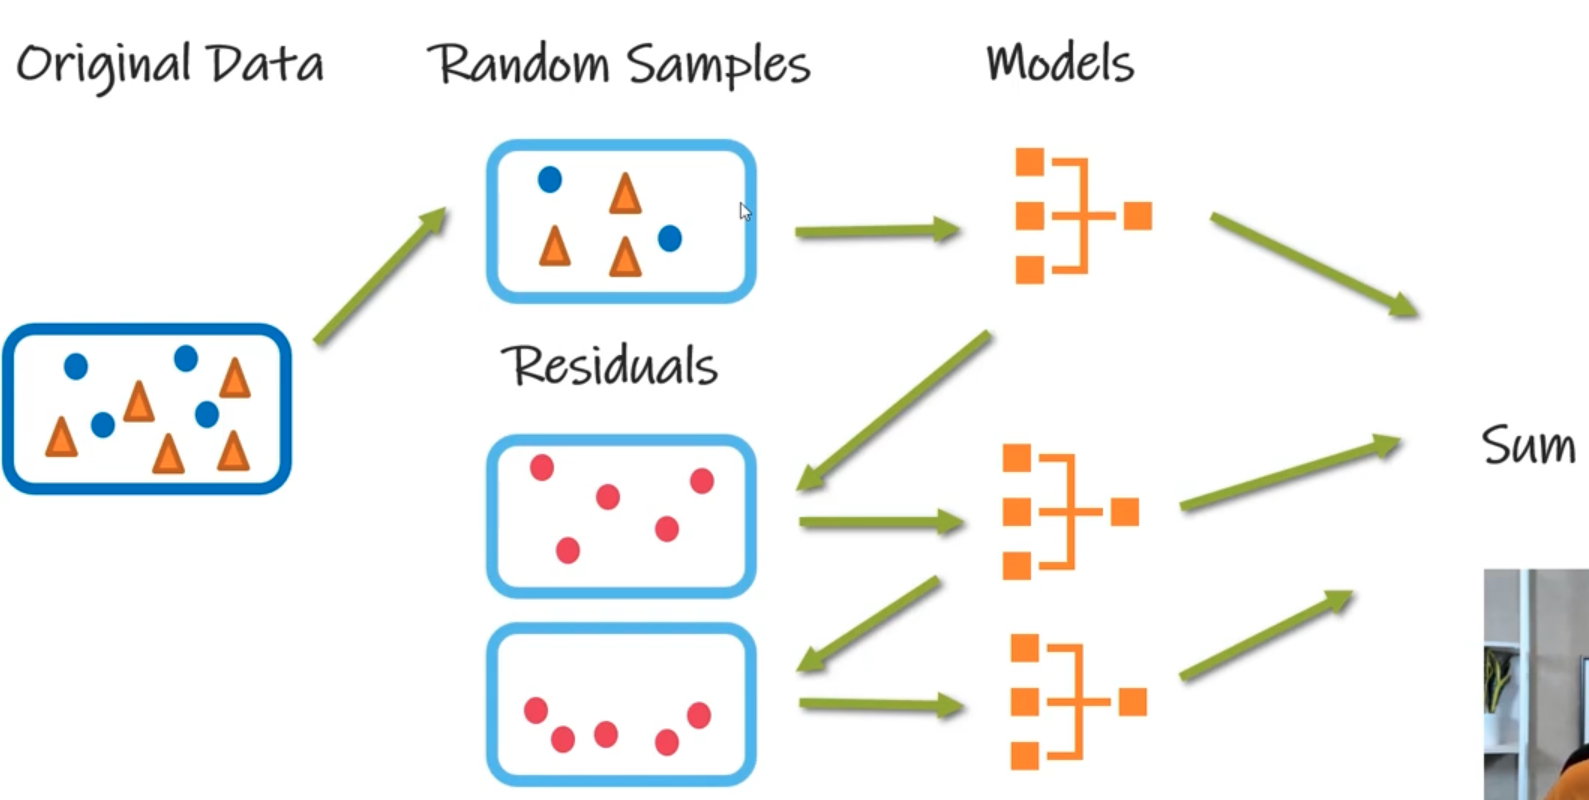 Original Data
Random Samples
Models
Residuals
Sum